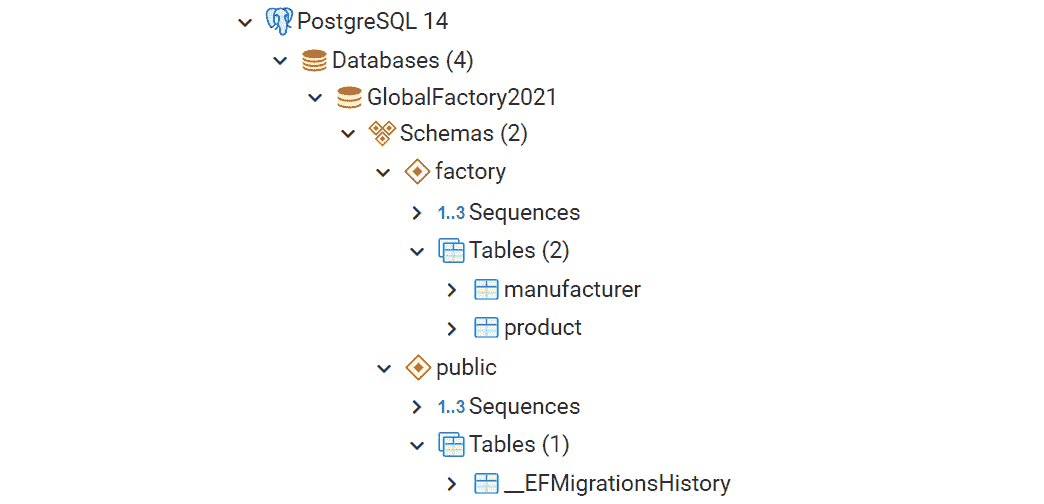 PostgreSQL 14
Databases (4)
GlobalFactory2021
Schemas (2)
factory
1..3 Sequences
Tables (2)
manufacturer
product
public
1..3 Sequences
Tables (1)
__EFMigrationsHistory